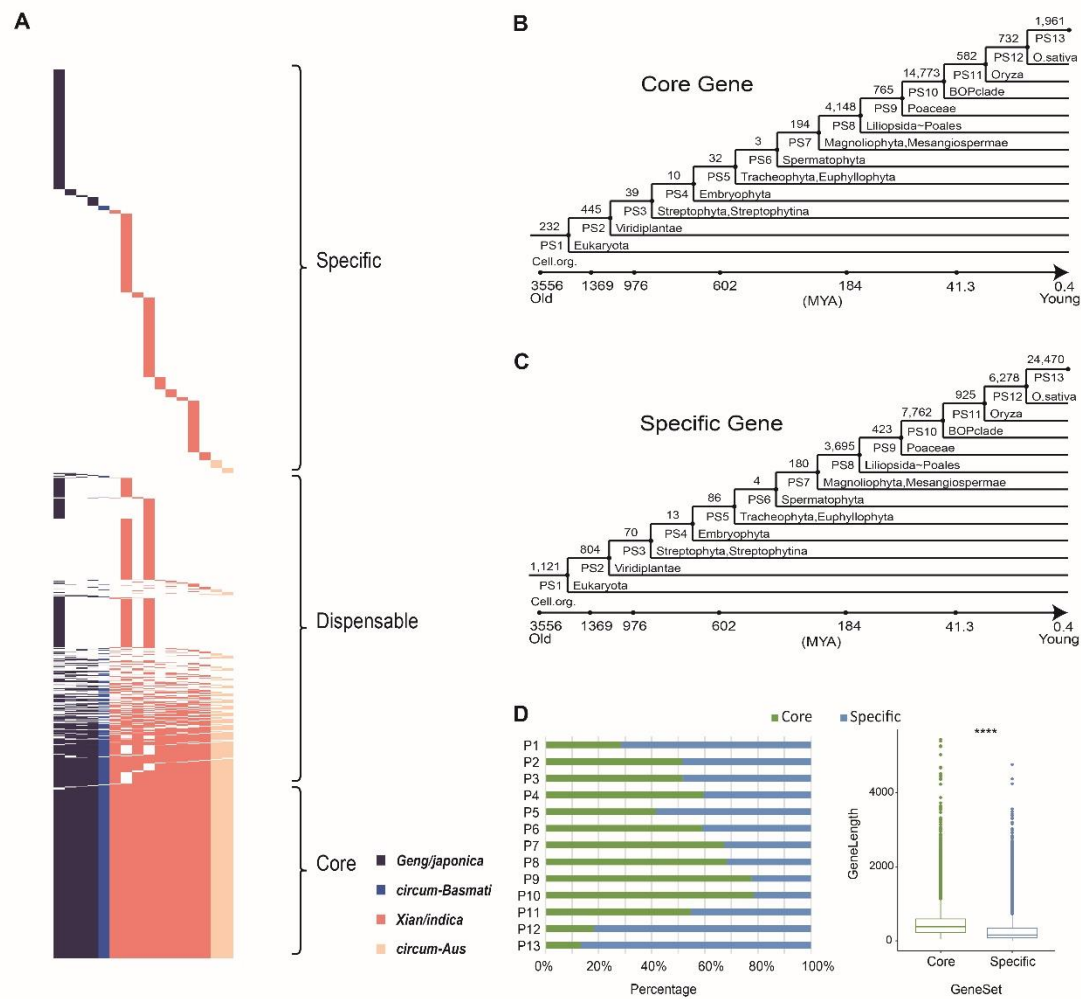 A
Specific
Dispensable
Core
Geng/japonica
circum-Basmati
Xian/indica
circum-Aus
B
Core Gene
1,961
PS13
732
PS12
O.sativa
582
PS11
Oryza
14,773
PS10
BOPclade
765
PS9
Poaceae
4,148
PS8
Liliopsida~Poales
194
PS7
Magnoliophyta,Mesangiospermae
3
PS6
Spermatophyta
32
PS5
Tracheophyta,Euphyllophyta
10
PS4
Embryophyta
39
PS3
Streptophyta,Streptophytina
445
PS2
Viridiplantae
232
PS1
Eukaryota
Cell.org.
3556 1369 976 602 184 41.3 0.4
Old (MYA) Young
C
Specific Gene
24,470
PS13
6,278
PS12
O.sativa
925
PS11
Oryza
7,762
PS10
BOPclade
423
PS9
Poaceae
3,695
PS8
Liliopsida~Poales
180
PS7
Magnoliophyta,Mesangiospermae
4
PS6
Spermatophyta
86
PS5
Tracheophyta,Euphyllophyta
13
PS4
Embryophyta
70
PS3
Streptophyta,Streptophytina
804
PS2
Viridiplantae
1,121
PS1
Eukaryota
Cell.org.
3556 1369 976 602 184 41.3 0.4
Old (MYA) Young
D
Core Specific
P1
P2
P3
P4
P5
P6
P7
P8
P9
P10
P11
P12
P13
0% 20% 40% 60% 80% 100%
Percentage
****
GeneLength
4000
2000
0
Core Specific
GeneSet